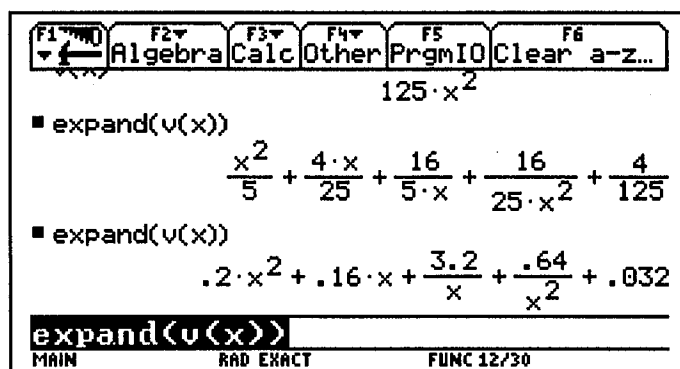 F1 F2 F3 F4 F5 F6
Algebra Calc Other PrgmIO Clear a-z…
125·x²
▪ expand(v(x))
x²/5 + 4·x/25 + 16/(5·x) + 16/(25·x²) + 4/125
▪ expand(v(x))
.2·x² + .16·x + 3.2/x + .64/x² + .032
expand(v(x))
MAIN RAD EXACT FUNC 12/30